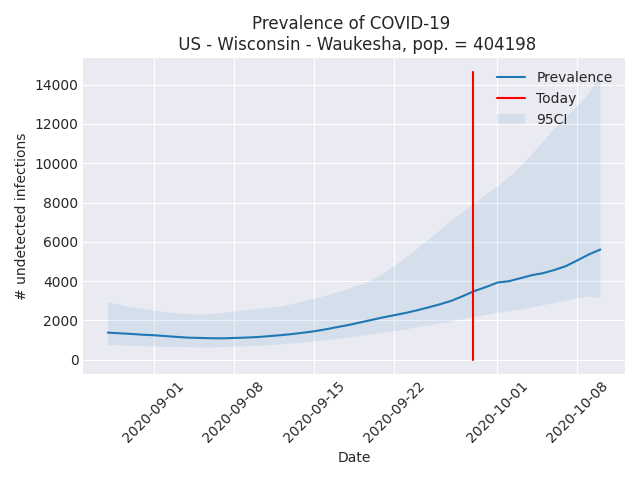 Prevalence of COVID-19
US - Wisconsin - Waukesha, pop. = 404198
Prevalence
Today
95CI
14000
12000
10000
8000
6000
4000
2000
0
# undetected infections
2020-09-01
2020-09-08
2020-09-15
2020-09-22
2020-10-01
2020-10-08
Date